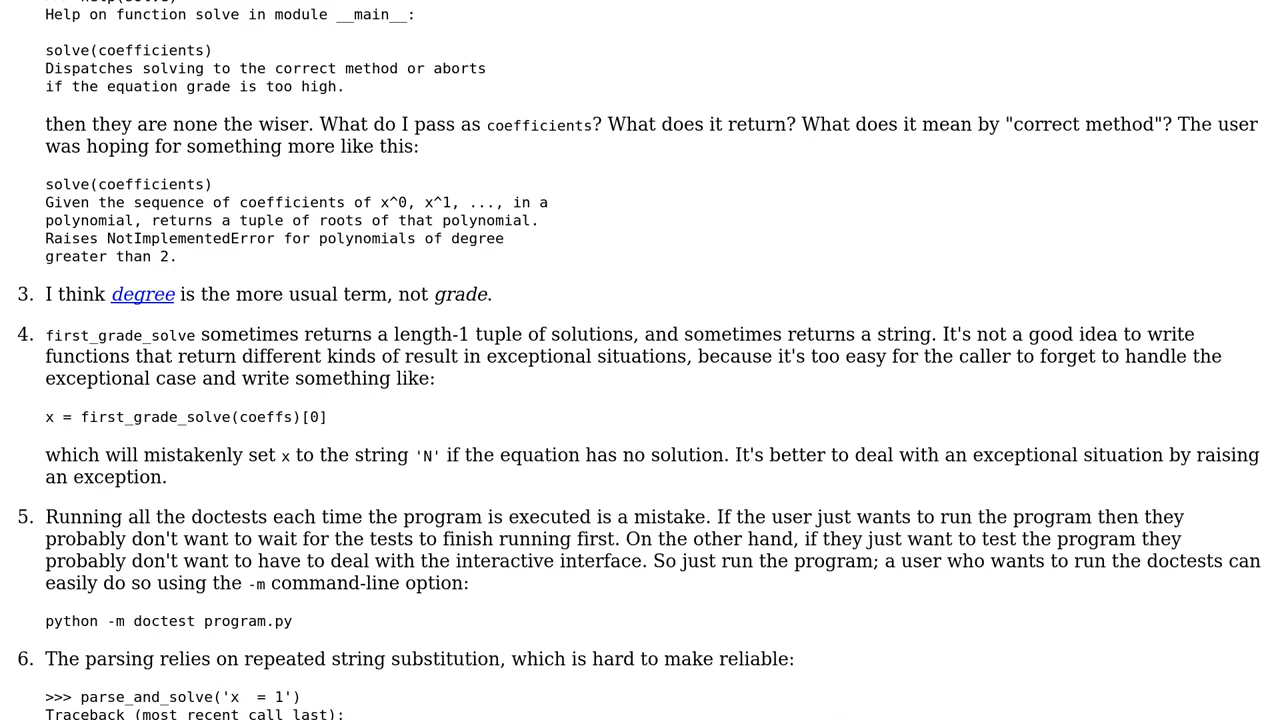 >>> help(solve)
Help on function solve in module __main__:
solve(coefficients)
Dispatches solving to the correct method or aborts
if the equation grade is too high.
then they are none the wiser. What do I pass as coefficients? What does it return? What does it mean by "correct method"? The user
was hoping for something more like this:
solve(coefficients)
Given the sequence of coefficients of x^0, x^1, ..., in a
polynomial, returns a tuple of roots of that polynomial.
Raises NotImplementedError for polynomials of degree
greater than 2.
3. I think degree is the more usual term, not grade.
4. first_grade_solve sometimes returns a length-1 tuple of solutions, and sometimes returns a string. It's not a good idea to write
functions that return different kinds of result in exceptional situations, because it's too easy for the caller to forget to handle the
exceptional case and write something like:
x = first_grade_solve(coeffs)[0]
which will mistakenly set x to the string 'N' if the equation has no solution. It's better to deal with an exceptional situation by raising
an exception.
5. Running all the doctests each time the program is executed is a mistake. If the user just wants to run the program then they
probably don't want to wait for the tests to finish running first. On the other hand, if they just want to test the program they
probably don't want to have to deal with the interactive interface. So just run the program; a user who wants to run the doctests can
easily do so using the -m command-line option:
python -m doctest program.py
6. The parsing relies on repeated string substitution, which is hard to make reliable:
>>> parse_and_solve('x  = 1')
Traceback (most recent call last):